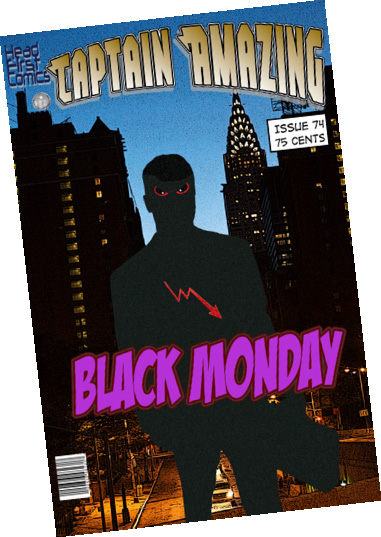 Head
First
Comics
CAPTAIN AMAZING
ISSUE 74
75 CENTS
BLACK MONDAY